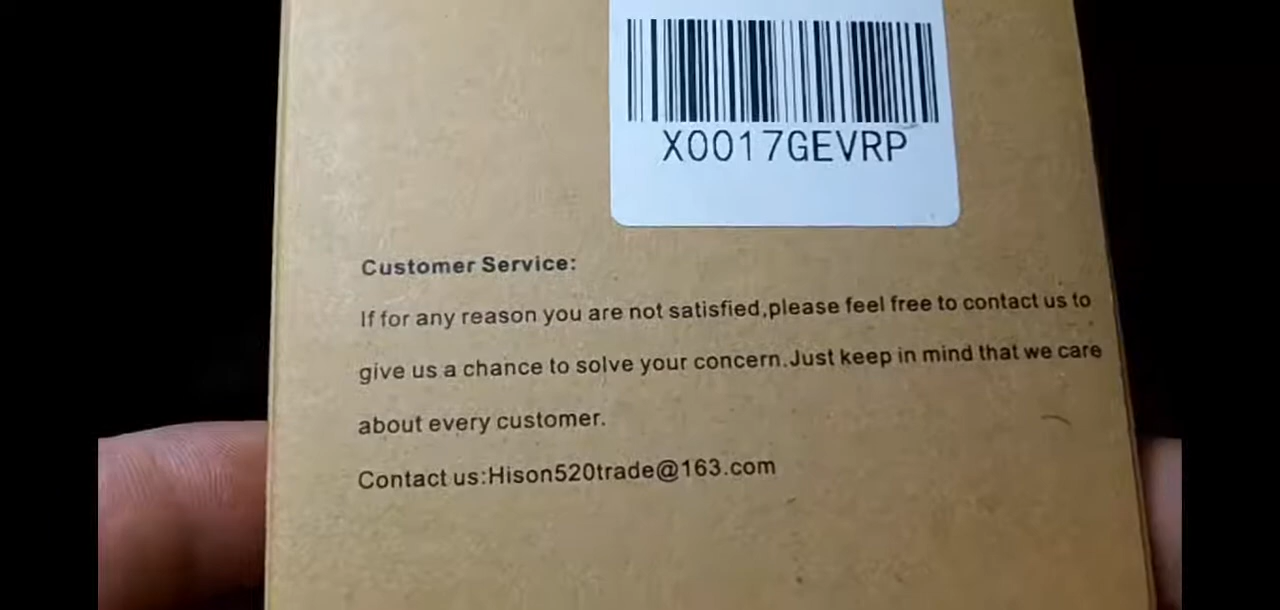 X0017GEVRP
Customer Service:
If for any reason you are not satisfied,please feel free to contact us to
give us a chance to solve your concern.Just keep in mind that we care
about every customer.
Contact us:Hison520trade@163.com